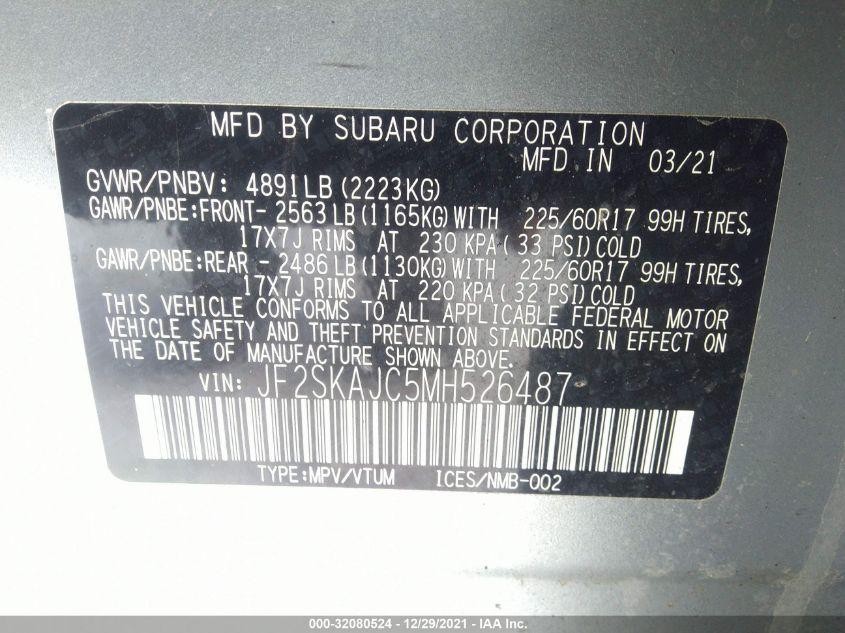 MFD BY SUBARU CORPORATION
MFD IN 03/21
GVWR/PNBV: 4891LB (2223KG)
GAWR/PNBE:FRONT- 2563LB (1165KG)WITH 225/60R17 99H TIRES,
17X7J RIMS AT 230 KPA( 33 PSI)COLD
GAWR/PNBE:REAR - 2486LB (1130KG)WITH 225/60R17 99H TIRES,
17X7J RIMS AT 220 KPA( 32 PSI)COLD
THIS VEHICLE CONFORMS TO ALL APPLICABLE FEDERAL MOTOR
VEHICLE SAFETY AND THEFT PREVENTION STANDARDS IN EFFECT ON
THE DATE OF MANUFACTURE SHOWN ABOVE.
VIN: JF2SKAJC5MH526487
TYPE:MPV/VTUM ICES/NMB-002
000-32080524 - 12/29/2021 - IAA Inc.